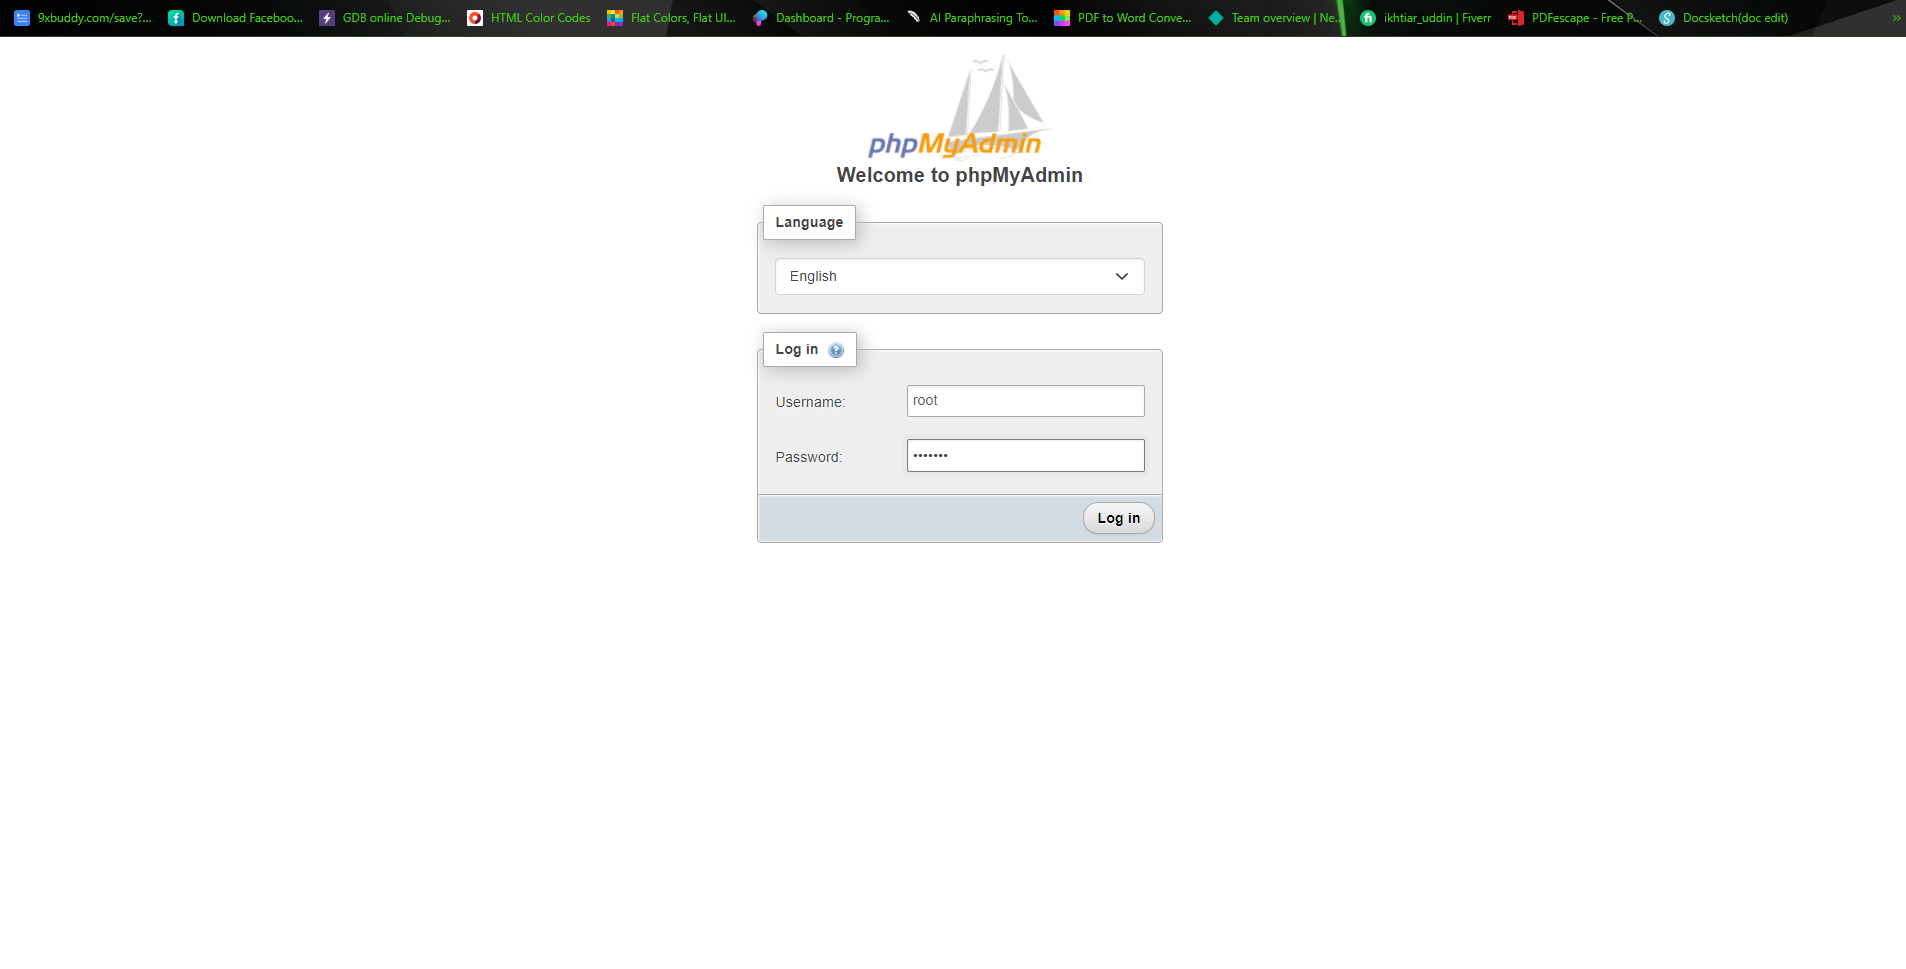 9xbuddy.com/save?... Download Faceboo... GDB online Debug... HTML Color Codes Flat Colors, Flat UI... Dashboard - Progra... AI Paraphrasing To... PDF to Word Conve... Team overview | Ne... ikhtiar_uddin | Fiverr PDFescape - Free P... Docsketch(doc edit) »
phpMyAdmin
Welcome to phpMyAdmin
Language
English
Log in ?
Username: root
Password: •••••••
Log in